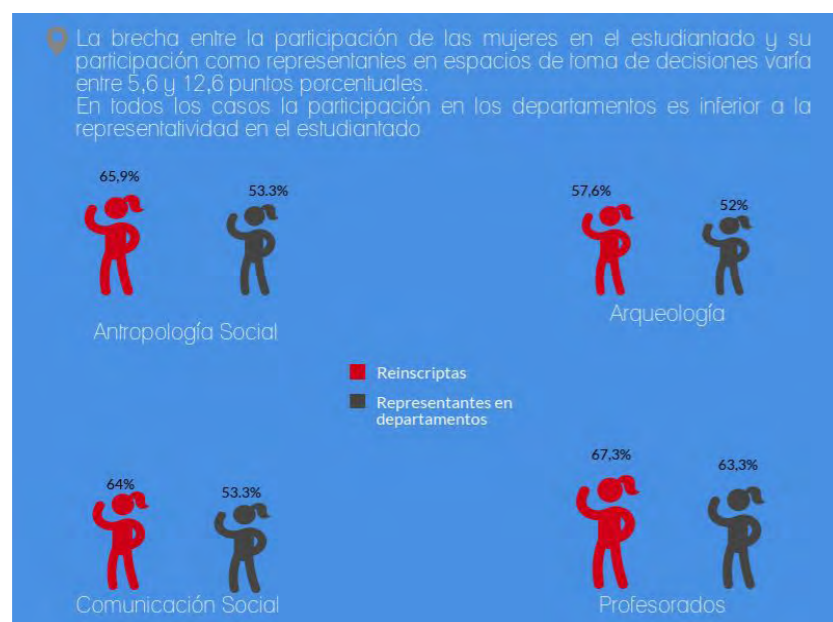 La brecha entre la participación de las mujeres en el estudiantado y su
participación como representantes en espacios de toma de decisiones varía
entre 5,6 y 12,6 puntos porcentuales.
En todos los casos la participación en los departamentos es inferior a la
representatividad en el estudiantado
65,9%
53.3%
Antropología Social
57,6%
52%
Arqueología
Reinscriptas
Representantes en
departamentos
64%
53.3%
Comunicación Social
67,3%
63,3%
Profesorados